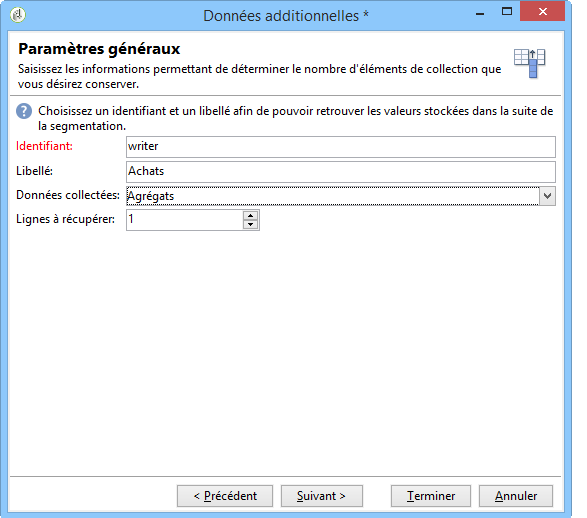 Données additionnelles *
Paramètres généraux
Saisissez les informations permettant de déterminer le nombre d'éléments de collection que
vous désirez conserver.
Choisissez un identifiant et un libellé afin de pouvoir retrouver les valeurs stockées dans la suite de
la segmentation.
Identifiant: writer
Libellé: Achats
Données collectées: Agrégats
Lignes à récupérer: 1
< Précédent Suivant > Terminer Annuler